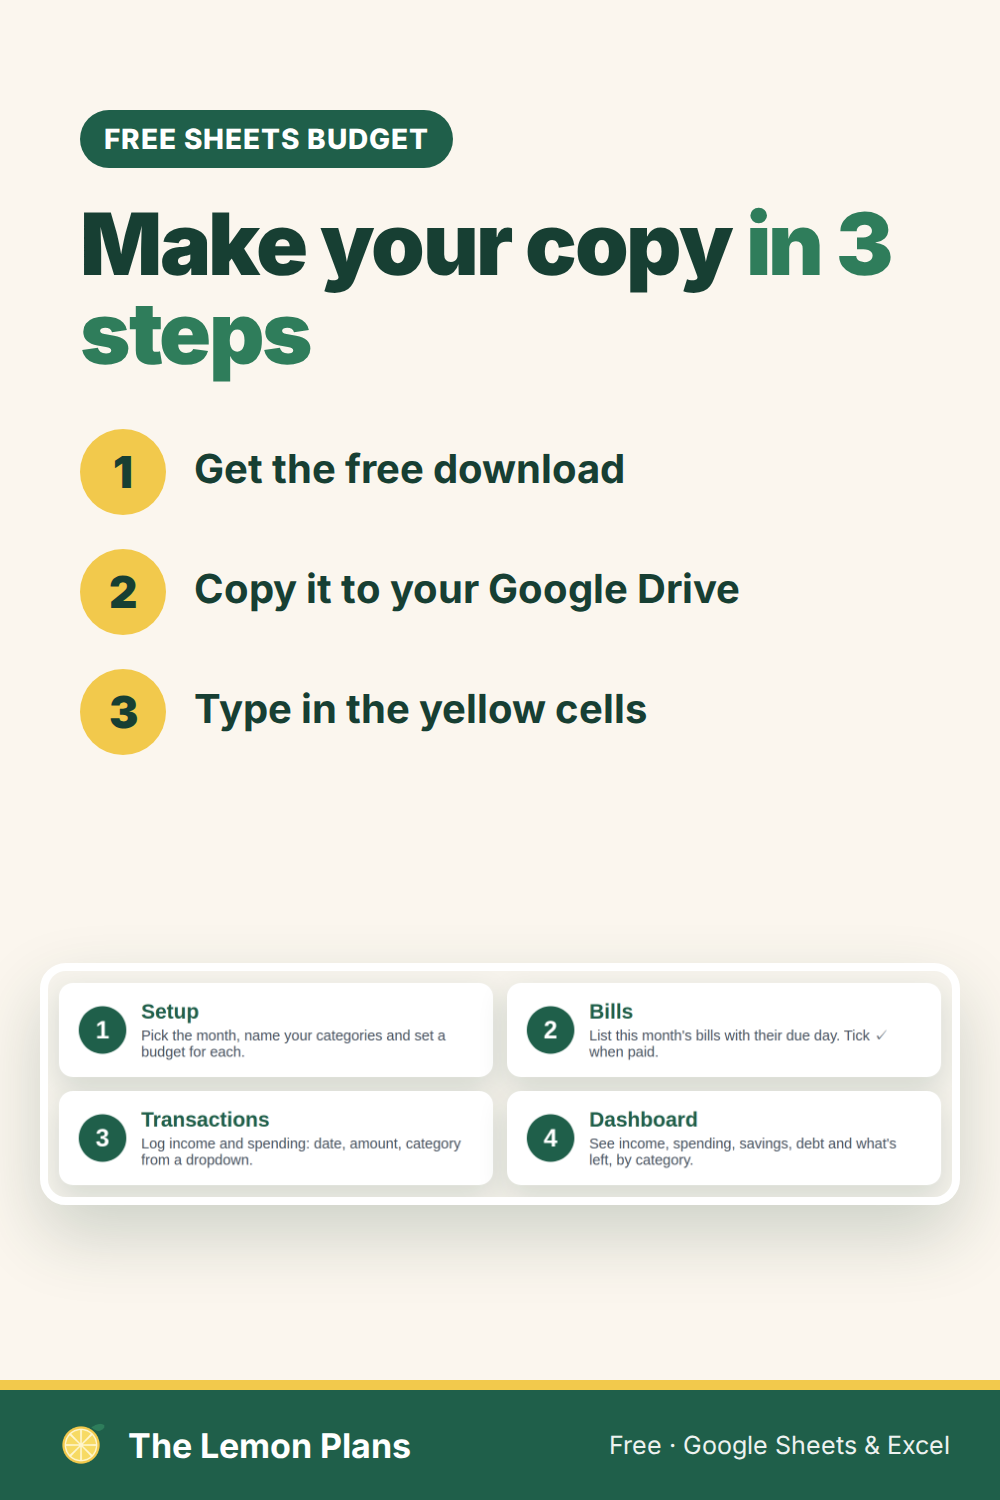 FREE SHEETS BUDGET
Make your copy in 3
steps
1 Get the free download
2 Copy it to your Google Drive
3 Type in the yellow cells
1 Setup
Pick the month, name your categories and set a
budget for each.
2 Bills
List this month's bills with their due day. Tick ✓
when paid.
3 Transactions
Log income and spending: date, amount, category
from a dropdown.
4 Dashboard
See income, spending, savings, debt and what's
left, by category.
The Lemon Plans
Free · Google Sheets & Excel